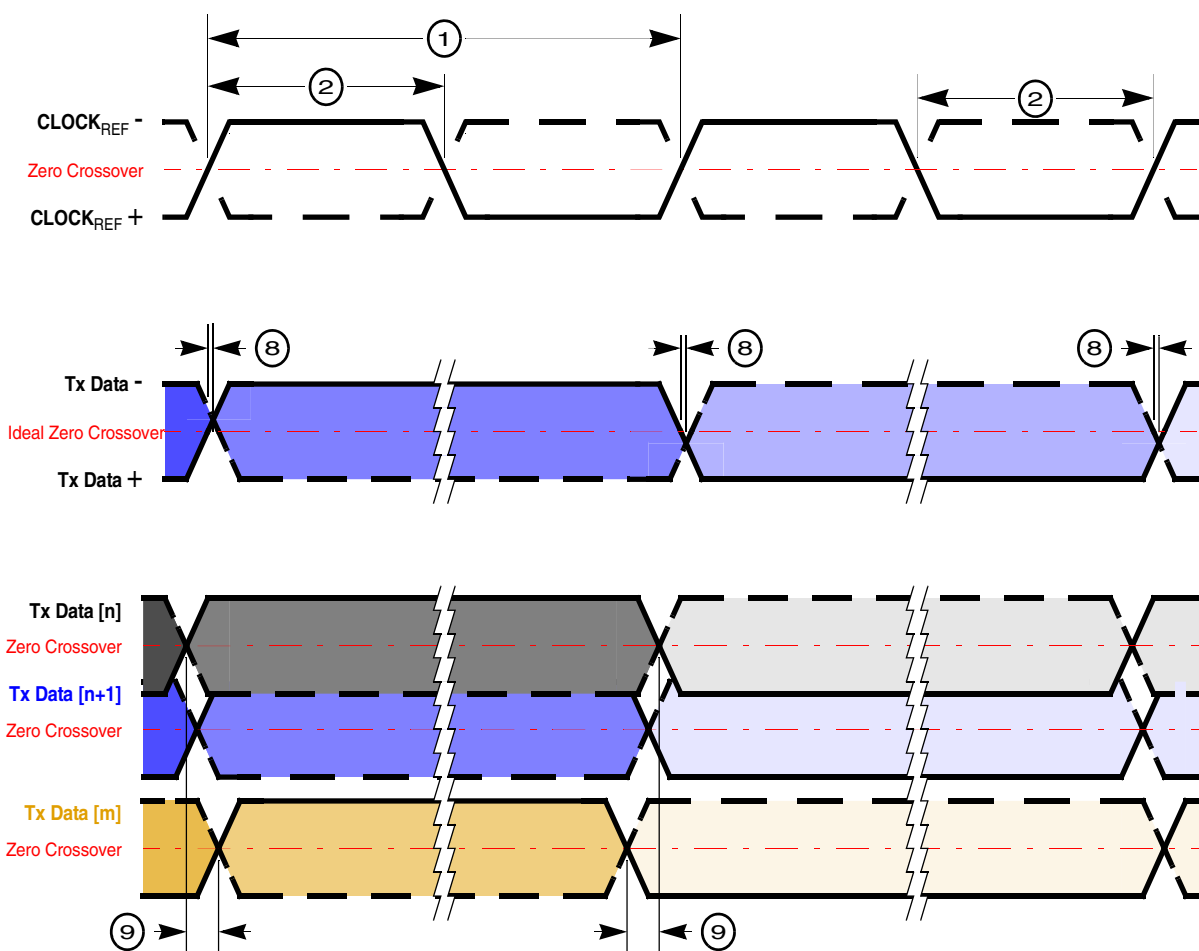 1
2
2
CLOCKREF -
Zero Crossover
CLOCKREF +
8
8
8
Tx Data -
Ideal Zero Crossover
Tx Data +
Tx Data [n]
Zero Crossover
Tx Data [n+1]
Zero Crossover
Tx Data [m]
Zero Crossover
9
9